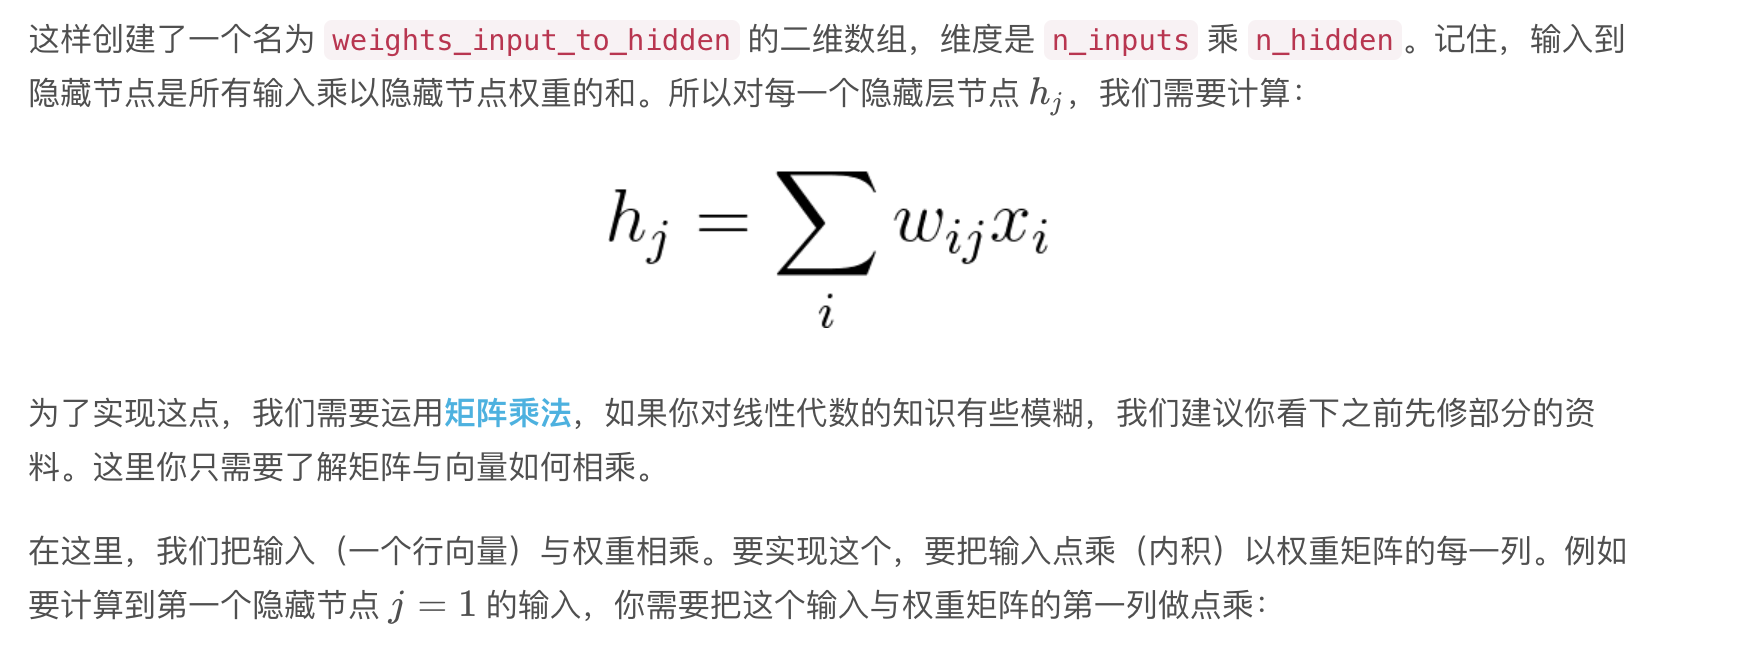 这样创建了一个名为 weights_input_to_hidden 的二维数组，维度是 n_inputs 乘 n_hidden 。记住，输入到
隐藏节点是所有输入乘以隐藏节点权重的和。所以对每一个隐藏层节点 h_j，我们需要计算：
h_j = ∑_i w_{ij}x_i
为了实现这点，我们需要运用矩阵乘法，如果你对线性代数的知识有些模糊，我们建议你看下之前先修部分的资
料。这里你只需要了解矩阵与向量如何相乘。
在这里，我们把输入（一个行向量）与权重相乘。要实现这个，要把输入点乘（内积）以权重矩阵的每一列。例如
要计算到第一个隐藏节点 j = 1 的输入，你需要把这个输入与权重矩阵的第一列做点乘：